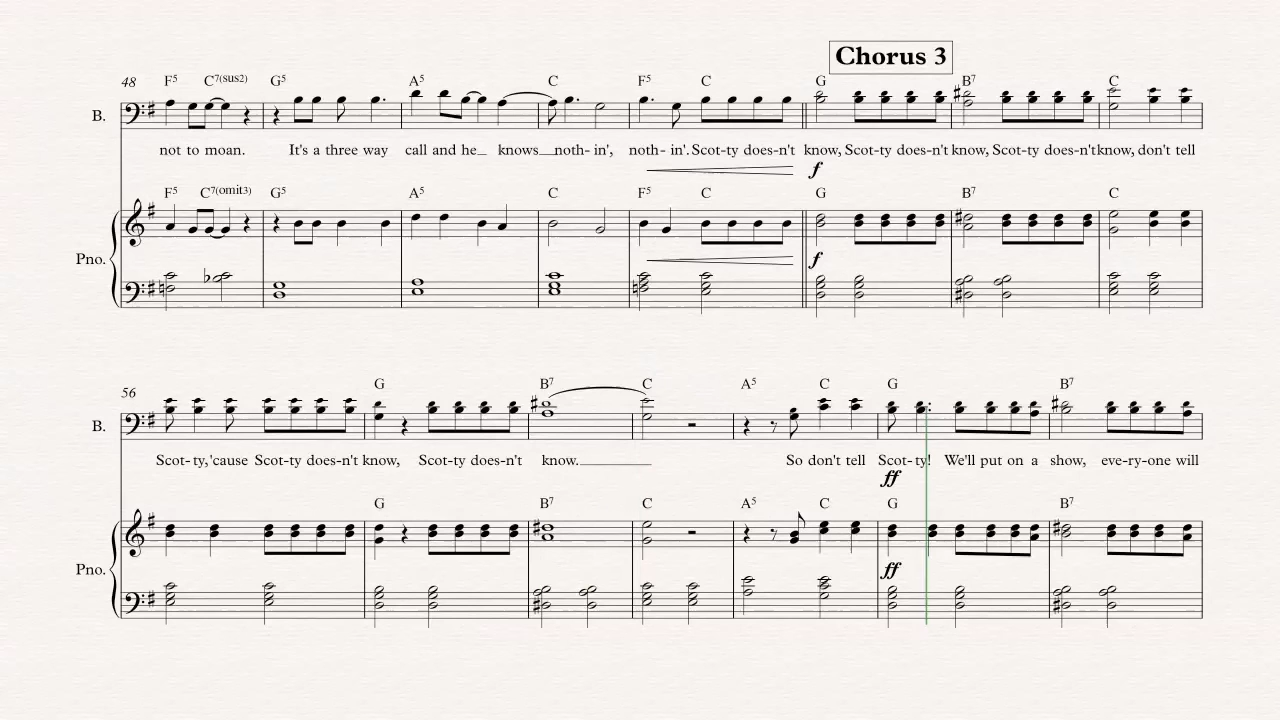 Chorus 3
48 F5 C7(sus2) G5 A5 C F5 C G B7 C
B.
not to moan. It's a three way call and he knows noth- in', noth- in'. Scot-ty does-n't know, Scot-ty does-n't know, Scot-ty does-n't know, don't tell
f
F5 C7(omit3) G5 A5 C F5 C G B7 C
Pno.
f
56 G B7 C A5 C G B7
B.
Scot- ty, 'cause Scot-ty does-n't know, Scot-ty does-n't know. So don't tell Scot-ty! We'll put on a show, eve-ry-one will
ff
G B7 C A5 C G B7
Pno.
ff